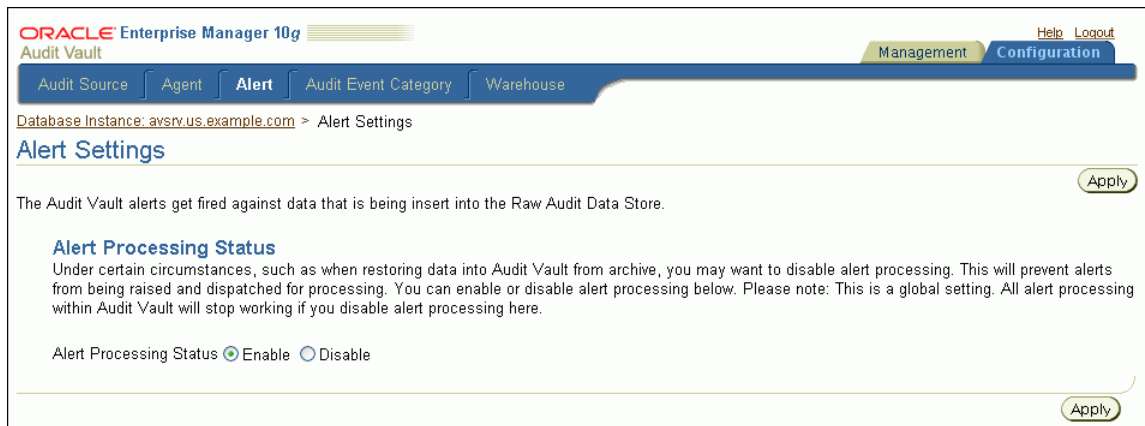 ORACLE Enterprise Manager 10g
Audit Vault
Help Logout
Management Configuration
Audit Source Agent Alert Audit Event Category Warehouse
Database Instance: avsrv.us.example.com > Alert Settings
Alert Settings
Apply
The Audit Vault alerts get fired against data that is being insert into the Raw Audit Data Store.
Alert Processing Status
Under certain circumstances, such as when restoring data into Audit Vault from archive, you may want to disable alert processing. This will prevent alerts
from being raised and dispatched for processing. You can enable or disable alert processing below. Please note: This is a global setting. All alert processing
within Audit Vault will stop working if you disable alert processing here.
Alert Processing Status Enable Disable
Apply